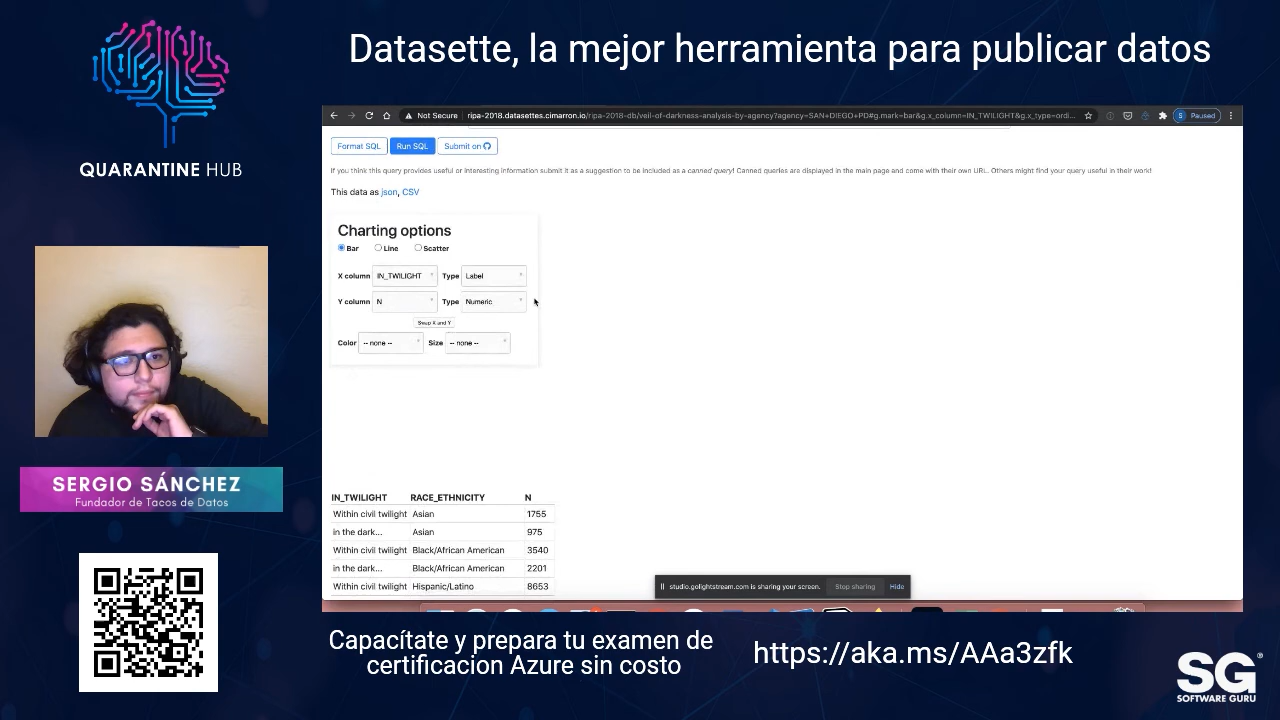 Datasette, la mejor herramienta para publicar datos
QUARANTINE HUB
Not Secure
ripa-2018.datasettes.cimarron.io/ripa-2018-db/veil-of-darkness-analysis-by-agency?agency=SAN+DIEGO+PD#g.mark=bar&g.x_column=IN_TWILIGHT&g.x_type=ordi...
S Paused
Format SQL Run SQL Submit on
If you think this query provides useful or interesting information submit it as a suggestion to be included as a canned query! Canned queries are displayed in the main page and come with their own URL. Others might find your query useful in their work!
This data as json, CSV
Charting options
Bar Line Scatter
X column IN_TWILIGHT Type Label
Y column N Type Numeric
Swap X and Y
Color -- none -- Size -- none --
IN_TWILIGHT RACE_ETHNICITY N
Within civil twilight Asian 1755
in the dark... Asian 975
Within civil twilight Black/African American 3540
in the dark... Black/African American 2201
Within civil twilight Hispanic/Latino 8653
studio.golightstream.com is sharing your screen. Stop sharing Hide
SERGIO SÁNCHEZ
Fundador de Tacos de Datos
Capacítate y prepara tu examen de
certificacion Azure sin costo
https://aka.ms/AAa3zfk
SG
SOFTWARE GURU